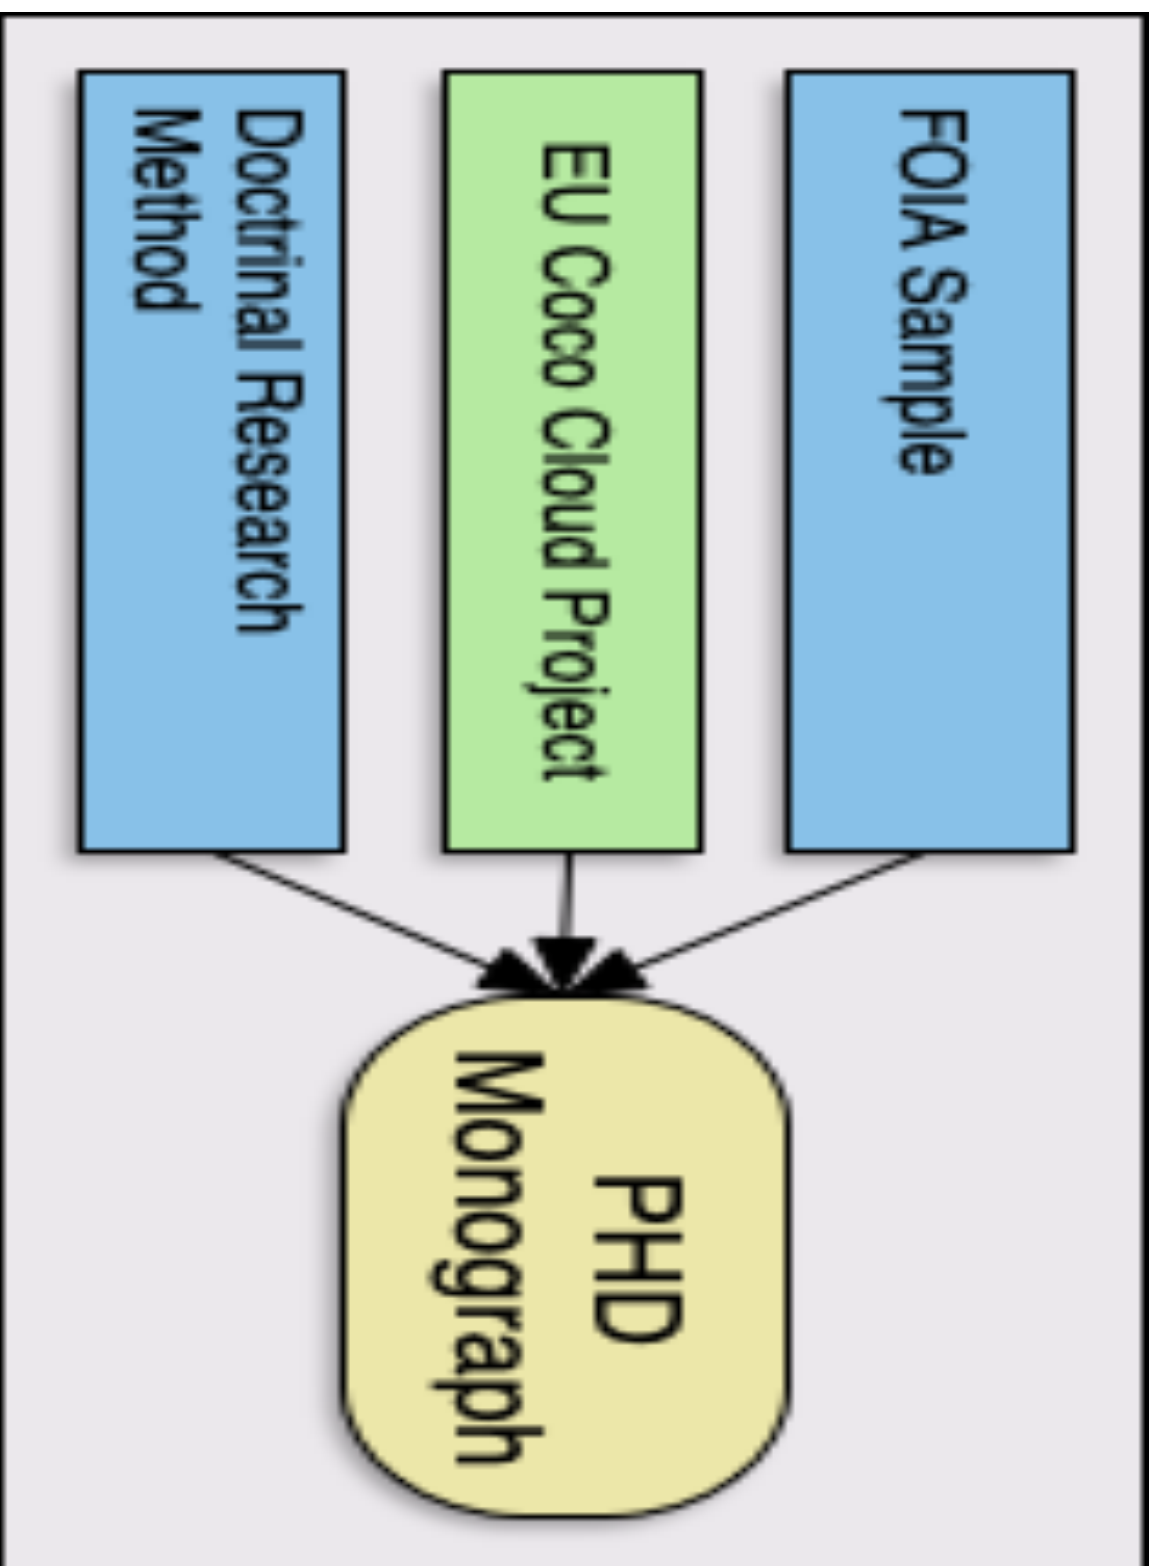 FOIA Sample
EU Coco Cloud Project
Doctrinal Research
Method
PHD
Monograph